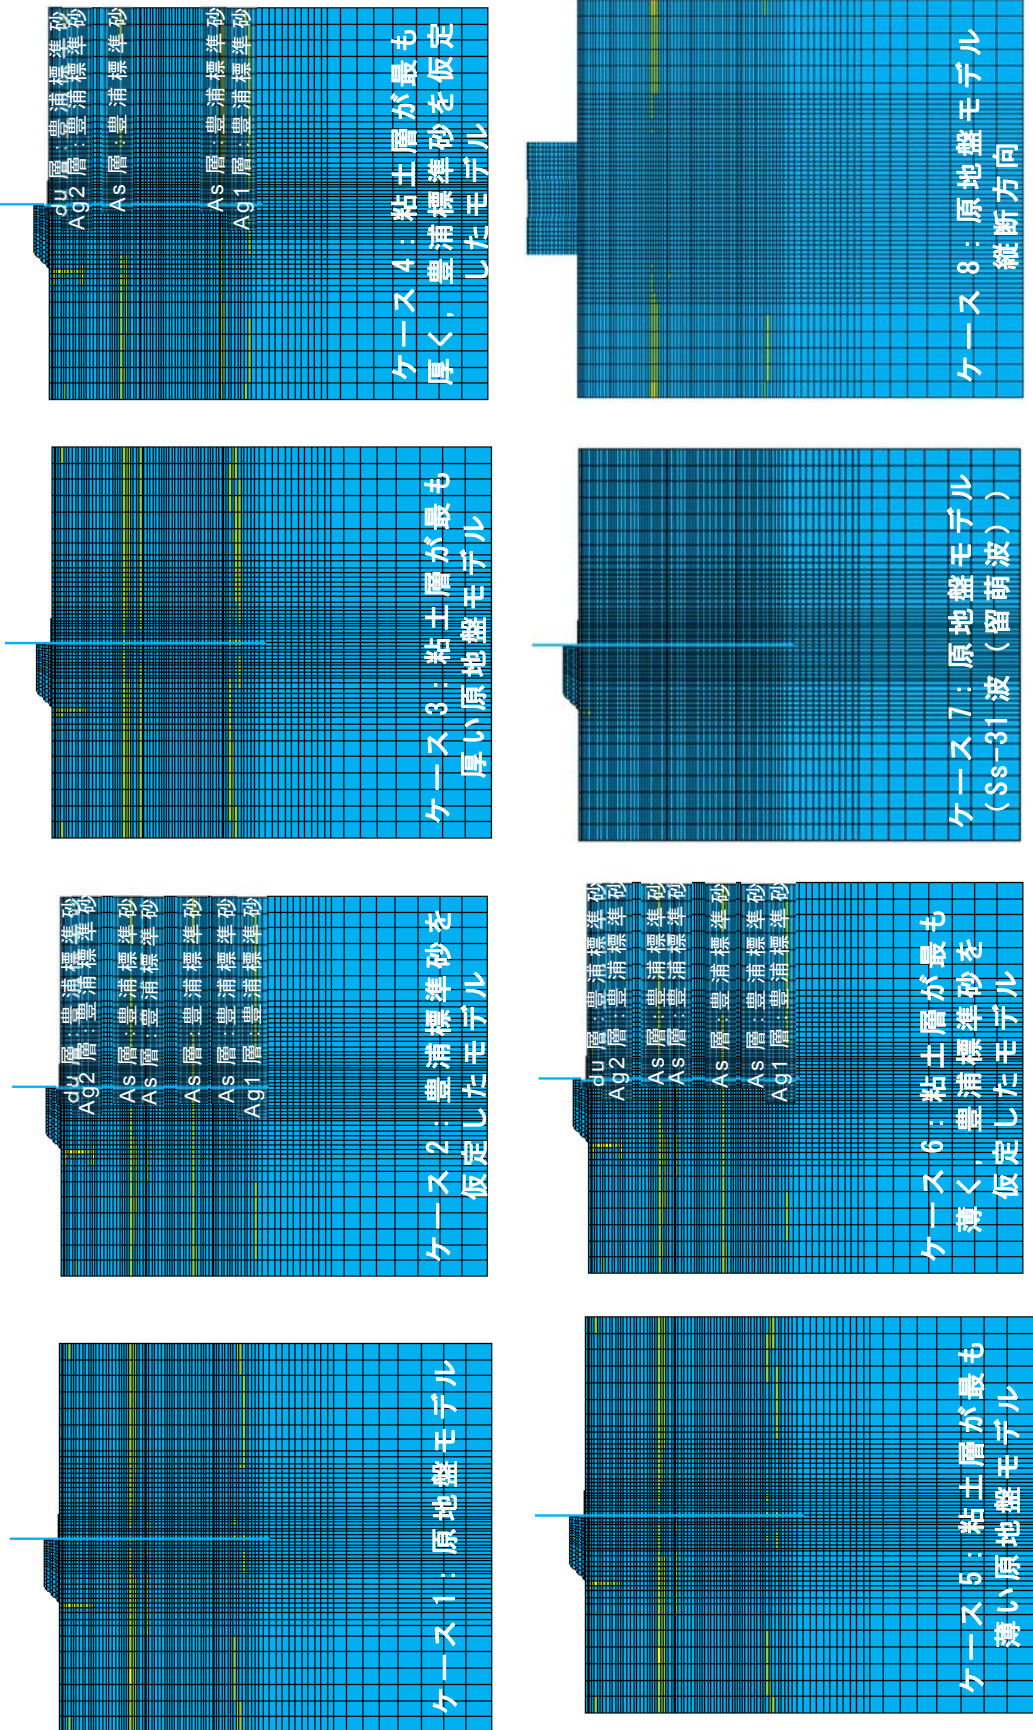 ケース 1：原地盤モデル
du 層：豊浦標準砂
Ag2 層：豊浦標準砂
As 層：豊浦標準砂
As 層：豊浦標準砂
As 層：豊浦標準砂
As 層：豊浦標準砂
Ag1 層：豊浦標準砂
ケース 2：豊浦標準砂を
仮定したモデル
ケース 3：粘土層が最も
厚い原地盤モデル
du 層：豊浦標準砂
Ag2 層：豊浦標準砂
As 層：豊浦標準砂
As 層：豊浦標準砂
Ag1 層：豊浦標準砂
ケース 4：粘土層が最も
厚く，豊浦標準砂を仮定
したモデル
ケース 5：粘土層が最も
薄い原地盤モデル
du 層：豊浦標準砂
Ag2 層：豊浦標準砂
As 層：豊浦標準砂
As 層：豊浦標準砂
As 層：豊浦標準砂
As 層：豊浦標準砂
Ag1 層：豊浦標準砂
ケース 6：粘土層が最も
薄く，豊浦標準砂を
仮定したモデル
ケース 7：原地盤モデル
（Ss-31 波（留萌波））
ケース 8：原地盤モデル
縦断方向